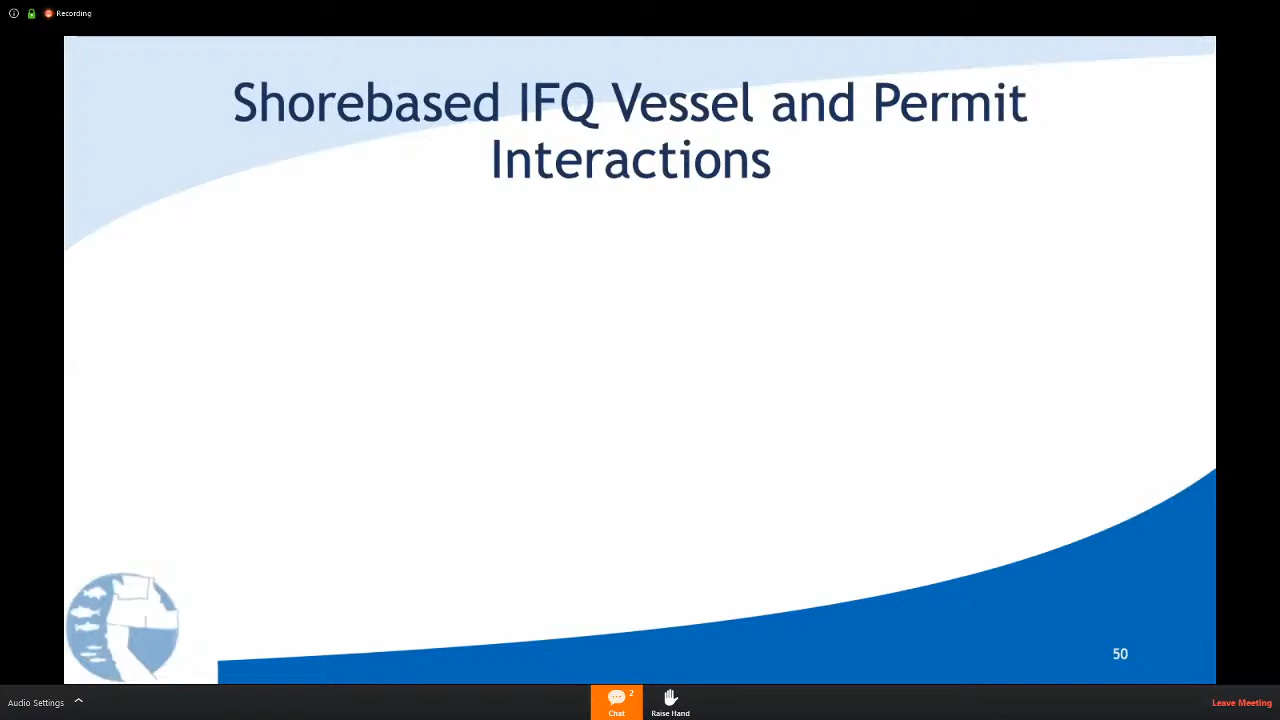 Recording
Shorebased IFQ Vessel and Permit
Interactions
50
Audio Settings
2
Chat
Raise Hand
Leave Meeting